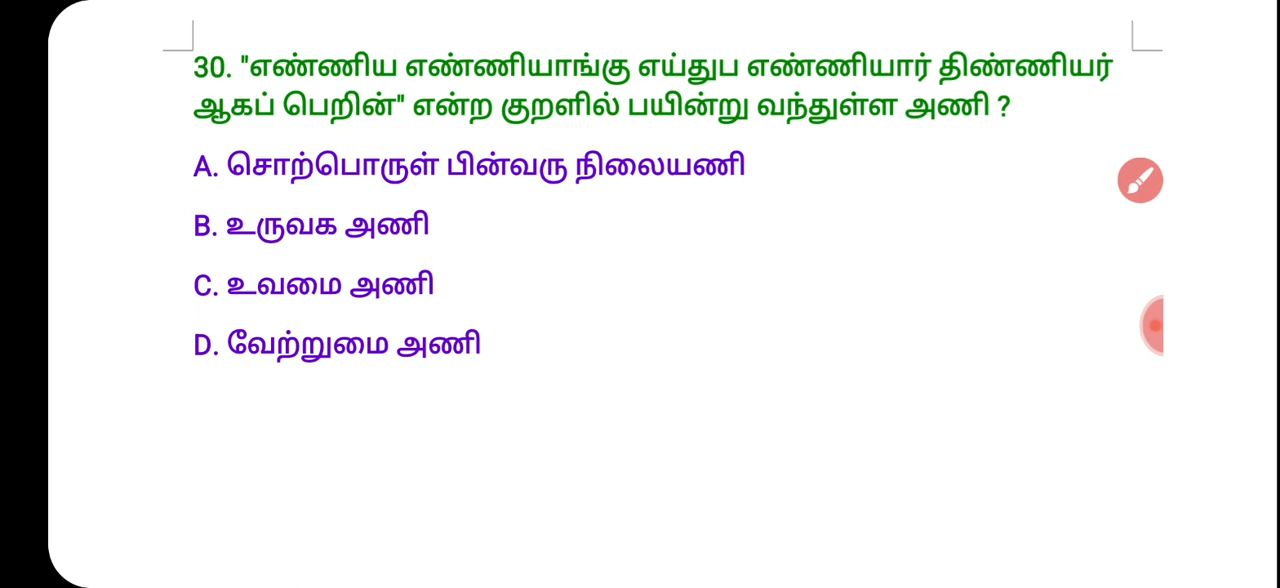 30. "எண்ணிய எண்ணியாங்கு எய்துப எண்ணியார் திண்ணியர்
ஆகப் பெறின்" என்ற குறளில் பயின்று வந்துள்ள அணி ?
A. சொற்பொருள் பின்வரு நிலையணி
B. உருவக அணி
C. உவமை அணி
D. வேற்றுமை அணி